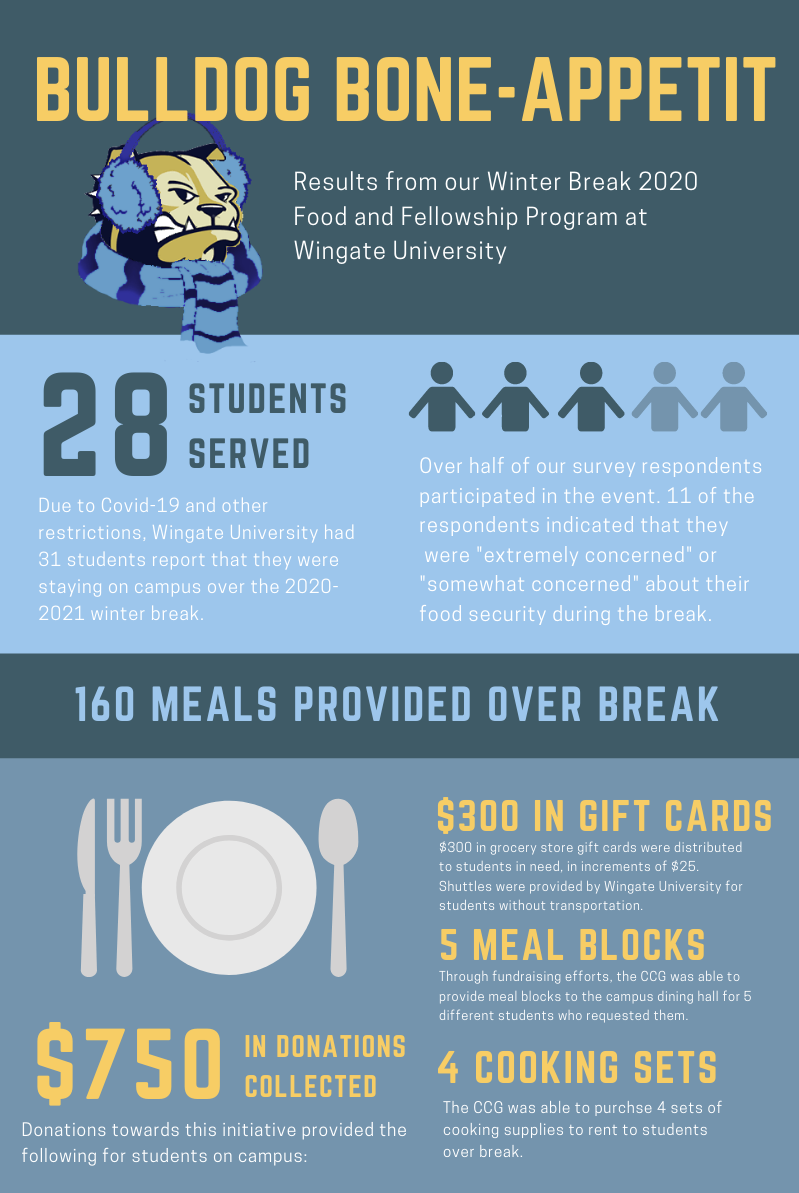 BULLDOG BONE-APPETIT
Results from our Winter Break 2020
Food and Fellowship Program at
Wingate University
28 STUDENTS
SERVED
Due to Covid-19 and other
restrictions, Wingate University had
31 students report that they were
staying on campus over the 2020-
2021 winter break.
Over half of our survey respondents
participated in the event. 11 of the
respondents indicated that they
were "extremely concerned" or
"somewhat concerned" about their
food security during the break.
160 MEALS PROVIDED OVER BREAK
$750 IN DONATIONS
COLLECTED
Donations towards this initiative provided the
following for students on campus:
$300 IN GIFT CARDS
$300 in grocery store gift cards were distributed
to students in need, in increments of $25.
Shuttles were provided by Wingate University for
students without transportation.
5 MEAL BLOCKS
Through fundraising efforts, the CCG was able to
provide meal blocks to the campus dining hall for 5
different students who requested them.
4 COOKING SETS
The CCG was able to purchse 4 sets of
cooking supplies to rent to students
over break.